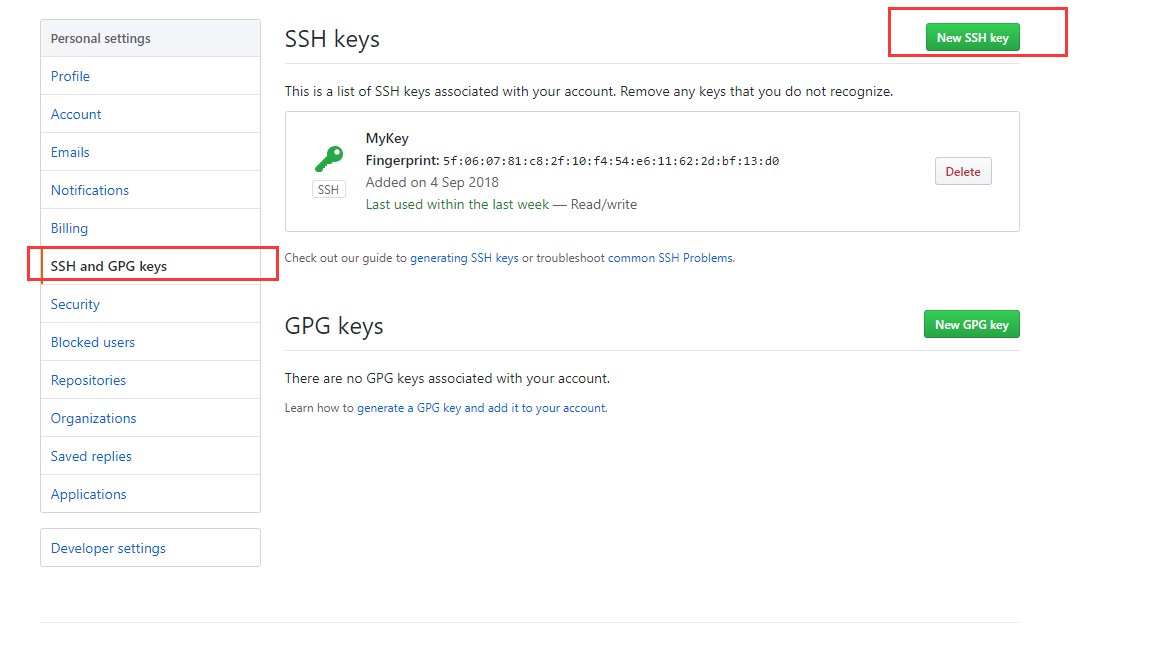 Personal settings
Profile
Account
Emails
Notifications
Billing
SSH and GPG keys
Security
Blocked users
Repositories
Organizations
Saved replies
Applications
Developer settings
SSH keys
New SSH key
This is a list of SSH keys associated with your account. Remove any keys that you do not recognize.
MyKey
Fingerprint: 5f:06:07:81:c8:2f:10:f4:54:e6:11:62:2d:bf:13:d0
Added on 4 Sep 2018
Last used within the last week — Read/write
SSH
Delete
Check out our guide to generating SSH keys or troubleshoot common SSH Problems.
GPG keys
New GPG key
There are no GPG keys associated with your account.
Learn how to generate a GPG key and add it to your account.